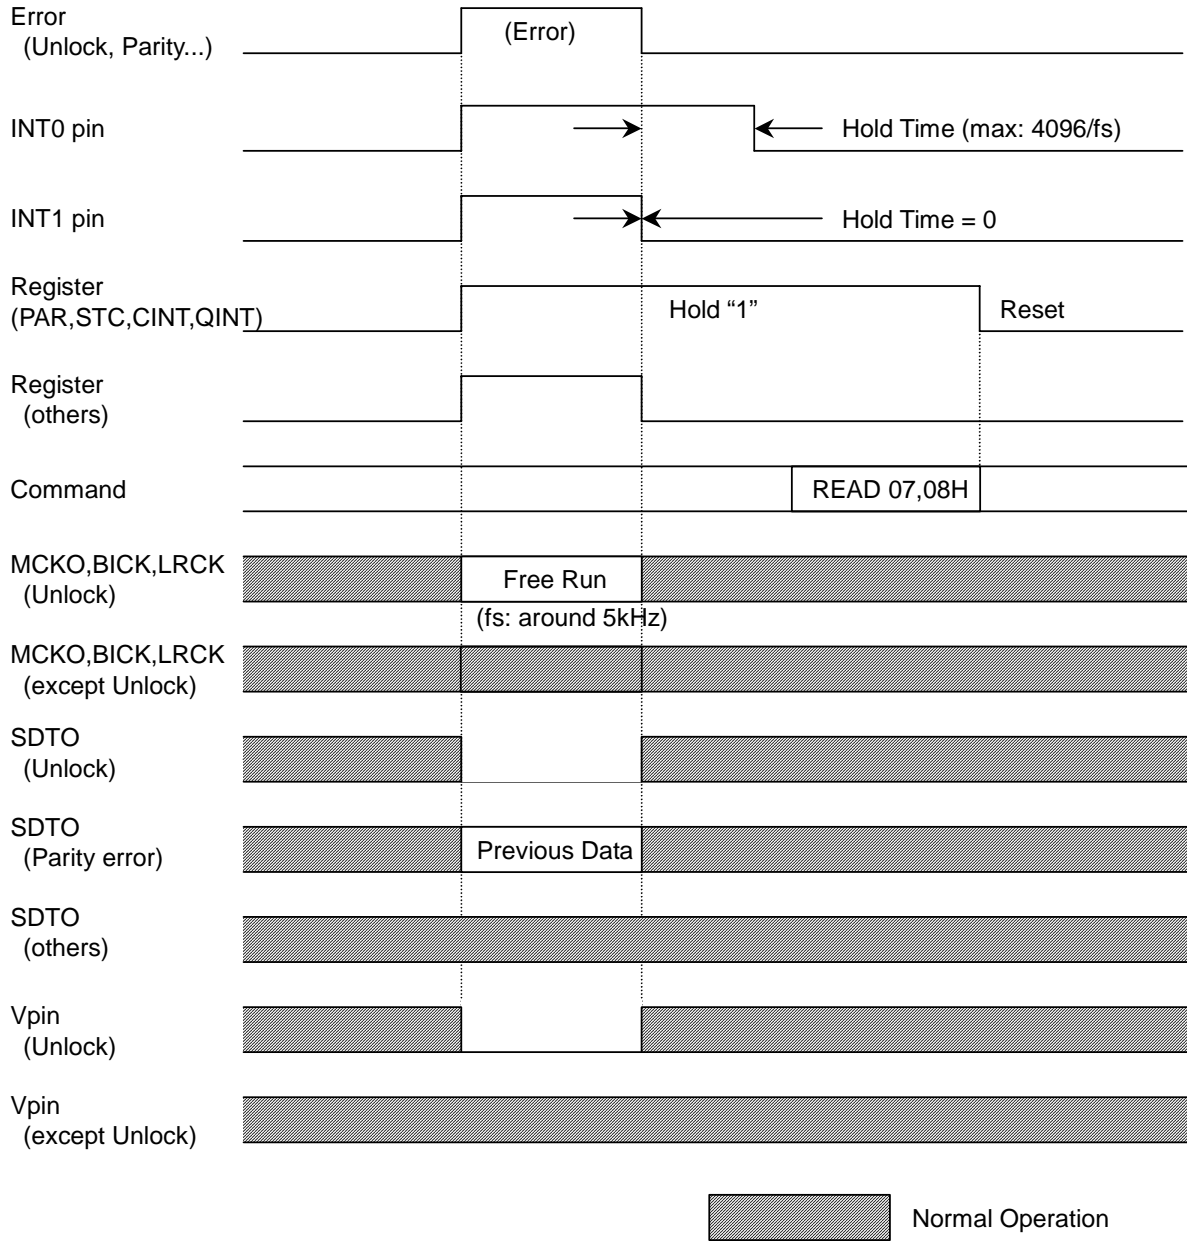 Error
(Unlock, Parity...)
(Error)
INT0 pin
Hold Time (max: 4096/fs)
INT1 pin
Hold Time = 0
Register
(PAR,STC,CINT,QINT)
Hold “1”
Reset
Register
(others)
Command
READ 07,08H
MCKO,BICK,LRCK
(Unlock)
Free Run
(fs: around 5kHz)
MCKO,BICK,LRCK
(except Unlock)
SDTO
(Unlock)
SDTO
(Parity error)
Previous Data
SDTO
(others)
Vpin
(Unlock)
Vpin
(except Unlock)
Normal Operation